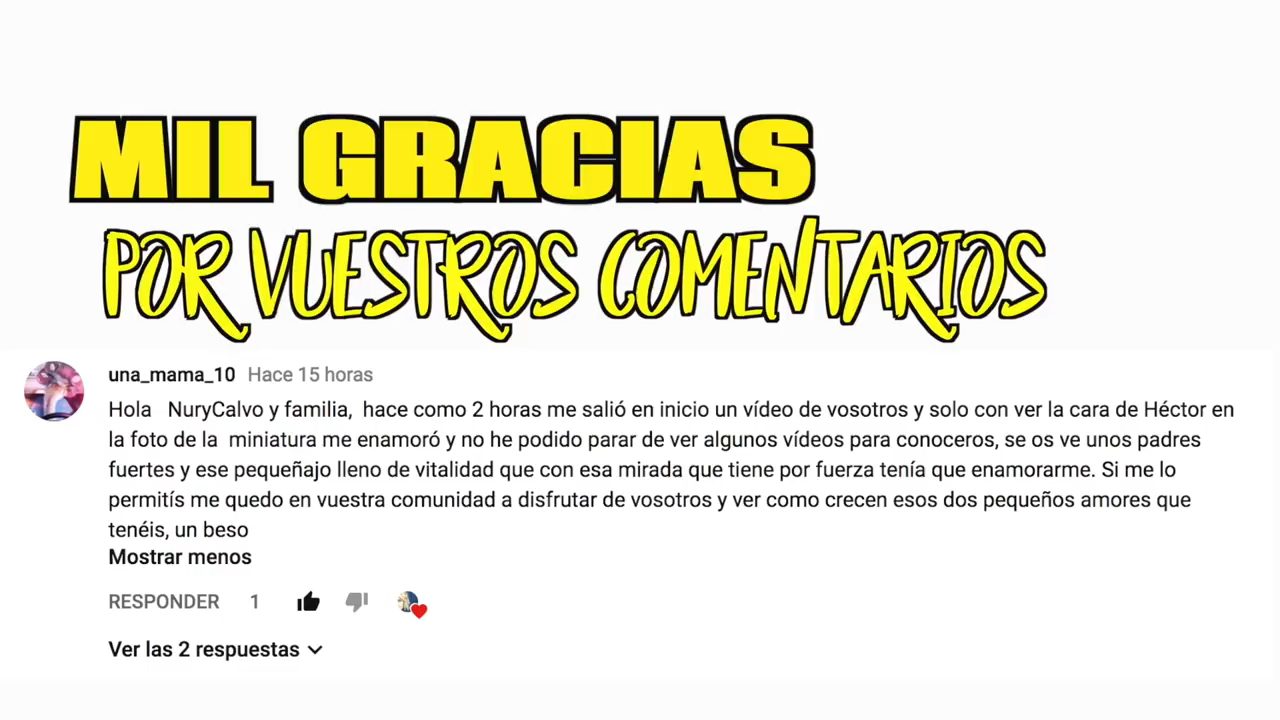 MIL GRACIAS
POR VUESTROS COMENTARIOS
una_mama_10 Hace 15 horas
Hola NuryCalvo y familia, hace como 2 horas me salió en inicio un vídeo de vosotros y solo con ver la cara de Héctor en
la foto de la miniatura me enamoró y no he podido parar de ver algunos vídeos para conoceros, se os ve unos padres
fuertes y ese pequeñajo lleno de vitalidad que con esa mirada que tiene por fuerza tenía que enamorarme. Si me lo
permitís me quedo en vuestra comunidad a disfrutar de vosotros y ver como crecen esos dos pequeños amores que
tenéis, un beso
Mostrar menos
RESPONDER 1
Ver las 2 respuestas